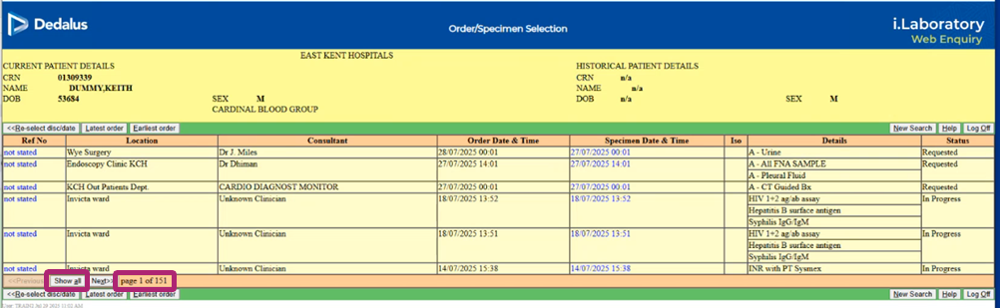 Dedalus
Order/Specimen Selection
i.Laboratory
Web Enquiry
EAST KENT HOSPITALS
CURRENT PATIENT DETAILS HISTORICAL PATIENT DETAILS
CRN 01309339 CRN n/a
NAME DUMMY,KEITH NAME n/a
DOB 53684 SEX M DOB n/a SEX M
CARDINAL BLOOD GROUP
<<Re-select disc/date Latest order Earliest order New Search Help Log Off
Ref No Location Consultant Order Date & Time Specimen Date & Time Iso Details Status
not stated Wye Surgery Dr J. Miles 28/07/2025 00:01 27/07/2025 00:01 A - Urine Requested
not stated Endoscopy Clinic KCH Dr Dhiman 27/07/2025 14:01 27/07/2025 14:01 A - All FNA SAMPLE Requested
A - Pleural Fluid
not stated KCH Out Patients Dept. CARDIO DIAGNOST MONITOR 27/07/2025 00:01 27/07/2025 00:01 A - CT Guided Bx Requested
not stated Invicta ward Unknown Clinician 18/07/2025 13:52 18/07/2025 13:52 HIV 1+2 ag/ab assay In Progress
Hepatitis B surface antigen
Syphilis IgG/IgM
not stated Invicta ward Unknown Clinician 18/07/2025 13:51 18/07/2025 13:51 HIV 1+2 ag/ab assay In Progress
Hepatitis B surface antigen
Syphilis IgG/IgM
not stated Invicta ward Unknown Clinician 14/07/2025 15:38 14/07/2025 15:38 INR with PT Sysmex In Progress
<<Previous Show all Next>> page 1 of 151
<<Re-select disc/date Latest order Earliest order New Search Help Log Off